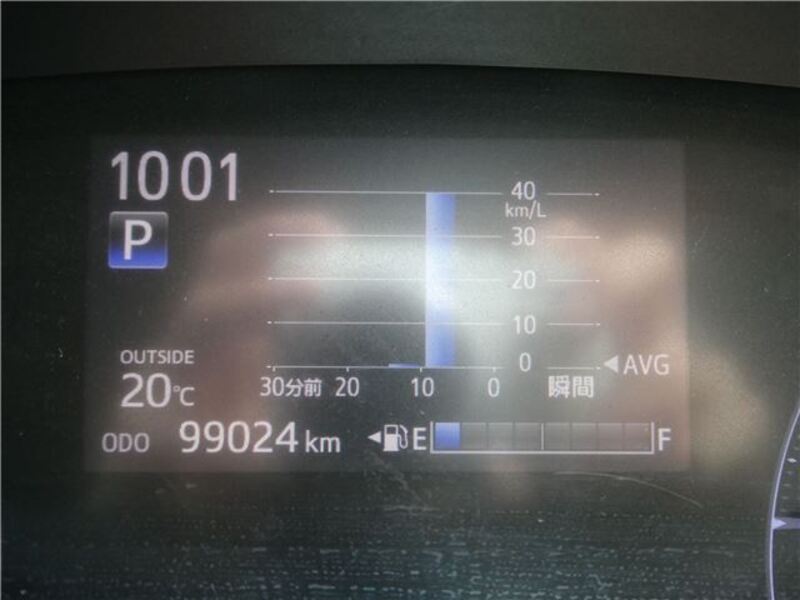 10 01
P
40
km/L
30
20
10
0
30分前 20 10 0 瞬間
AVG
OUTSIDE
20℃
ODO 99024 km
E F